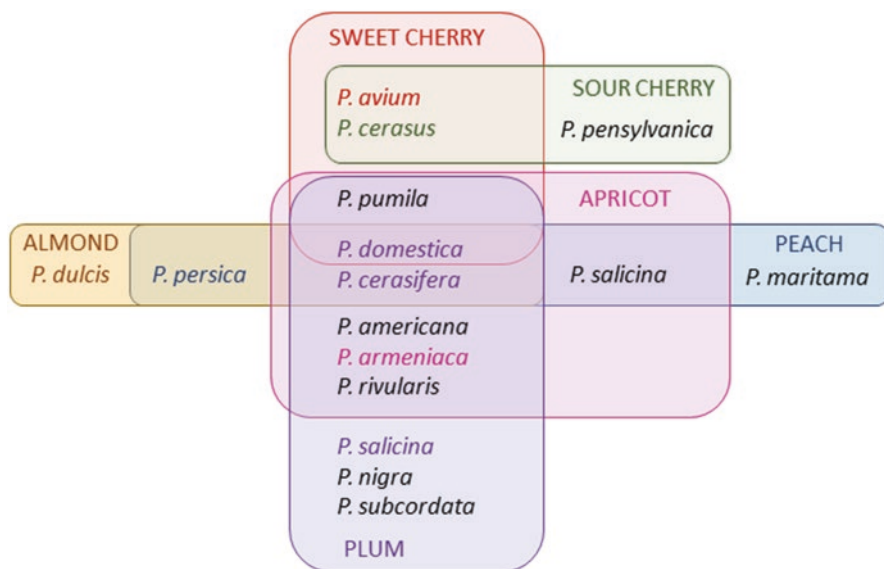 SWEET CHERRY
SOUR CHERRY
P. avium
P. cerasus
P. pensylvanica
P. pumila
APRICOT
ALMOND
PEACH
P. dulcis
P. persica
P. domestica
P. cerasifera
P. salicina
P. maritama
P. americana
P. armeniaca
P. rivularis
P. salicina
P. nigra
P. subcordata
PLUM